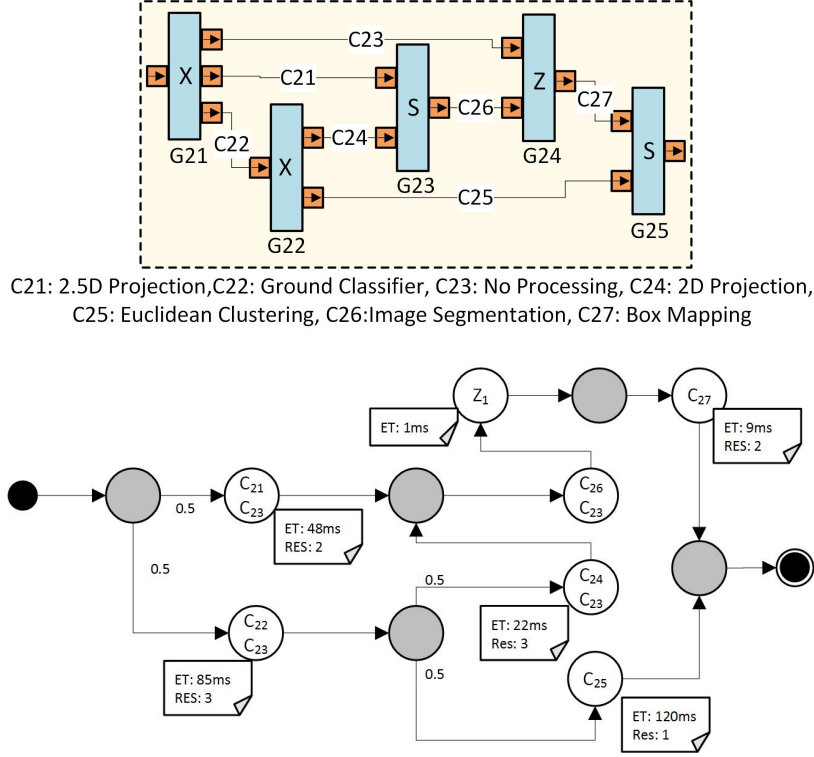 C23
X
C21
Z
C26
C27
S
C22
C24
S
G21
G24
X
G23
C25
G22
G25
C21: 2.5D Projection,C22: Ground Classifier, C23: No Processing, C24: 2D Projection,
C25: Euclidean Clustering, C26:Image Segmentation, C27: Box Mapping
Z1
C27
ET: 1ms
ET: 9ms
RES: 2
C21
C23
0.5
C26
C23
ET: 48ms
RES: 2
0.5
0.5
C24
C23
C22
C23
ET: 22ms
Res: 3
ET: 85ms
RES: 3
0.5
C25
ET: 120ms
Res: 1